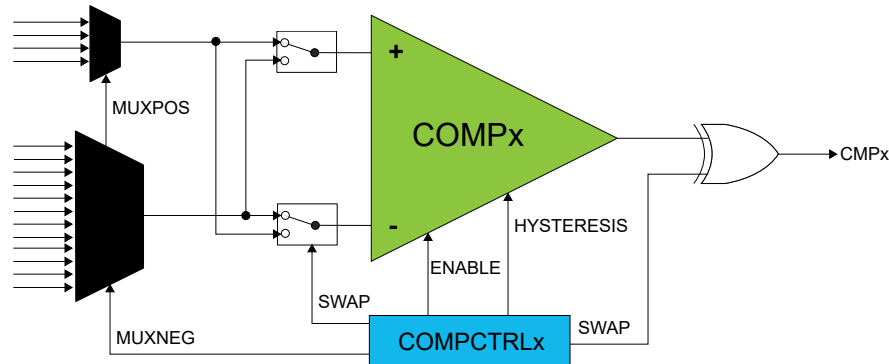 +
MUXPOS
COMPx
CMPx
-
HYSTERESIS
ENABLE
SWAP
SWAP
MUXNEG
COMPCTRLx